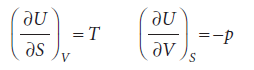 (∂U/∂S)_V = T  (∂U/∂V)_S = -p